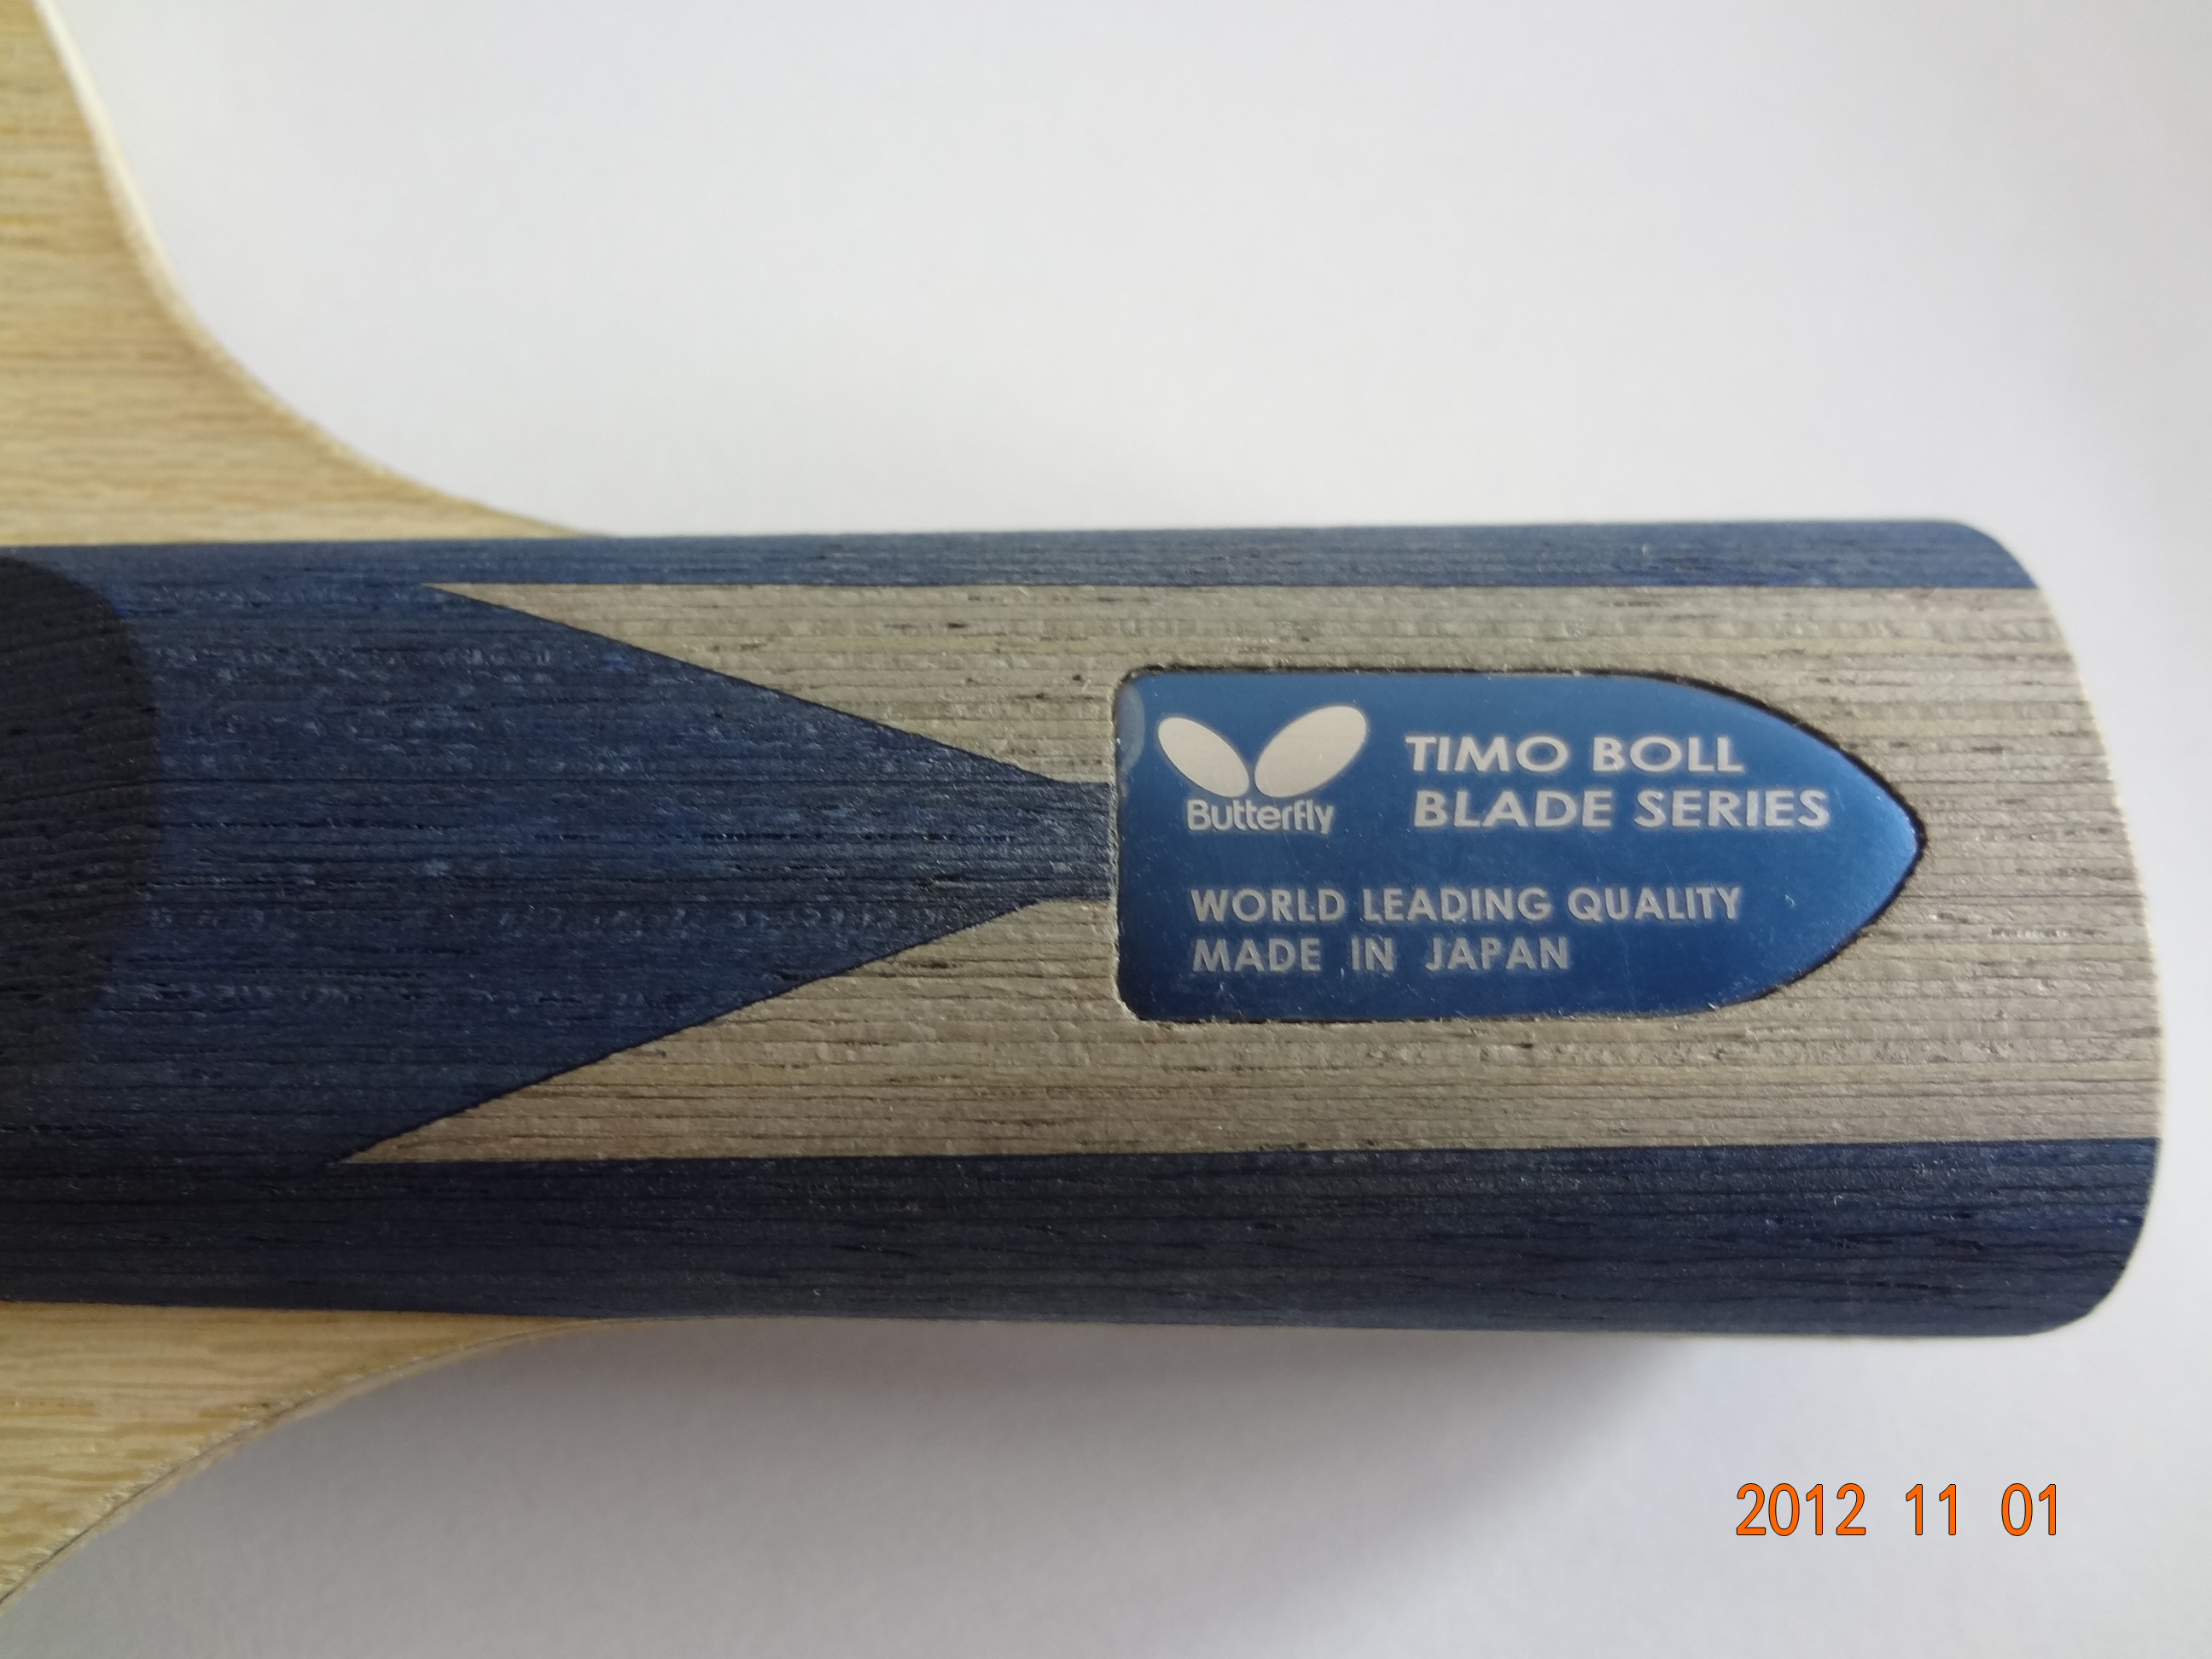 Butterfly
TIMO BOLL
BLADE SERIES
WORLD LEADING QUALITY
MADE IN JAPAN
2012 11 01